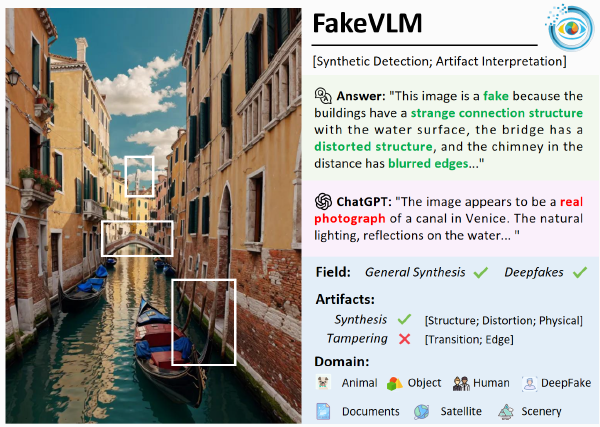 FakeVLM
[Synthetic Detection; Artifact Interpretation]
Answer: "This image is a fake because the
buildings have a strange connection structure
with the water surface, the bridge has a
distorted structure, and the chimney in the
distance has blurred edges..."
ChatGPT: "The image appears to be a real
photograph of a canal in Venice. The natural
lighting, reflections on the water... "
Field: General Synthesis ✓ Deepfakes ✓
Artifacts:
Synthesis ✓ [Structure; Distortion; Physical]
Tampering ✗ [Transition; Edge]
Domain:
Animal Object Human DeepFake
Documents Satellite Scenery